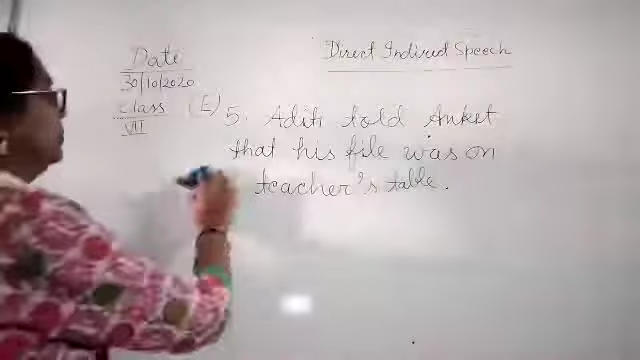 Date
30/10/2020
Class
VII
Direct Indirect Speech
(E) 5. Aditi told Anket
that his file was on
teacher's table.